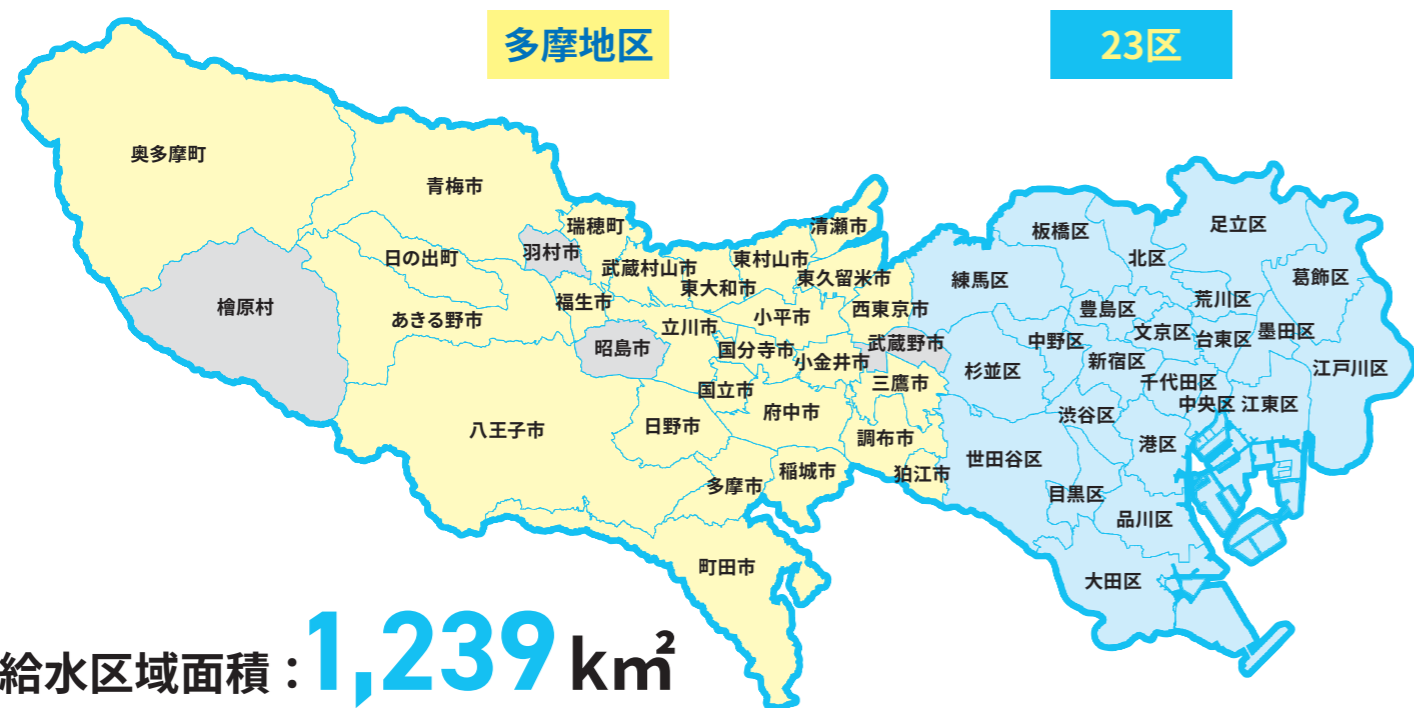 多摩地区
23区
奥多摩町
青梅市
瑞穂町
清瀬市
羽村市
日の出町
武蔵村山市
東村山市
東大和市
東久留米市
檜原村
福生市
あきる野市
立川市
小平市
西東京市
昭島市
国分寺市
小金井市
武蔵野市
三鷹市
国立市
八王子市
日野市
府中市
調布市
多摩市
稲城市
狛江市
町田市
板橋区
足立区
北区
練馬区
葛飾区
荒川区
豊島区
文京区
台東区
墨田区
中野区
新宿区
杉並区
千代田区
江戸川区
中央区
江東区
渋谷区
港区
世田谷区
目黒区
品川区
大田区
給水区域面積：1,239 k㎡